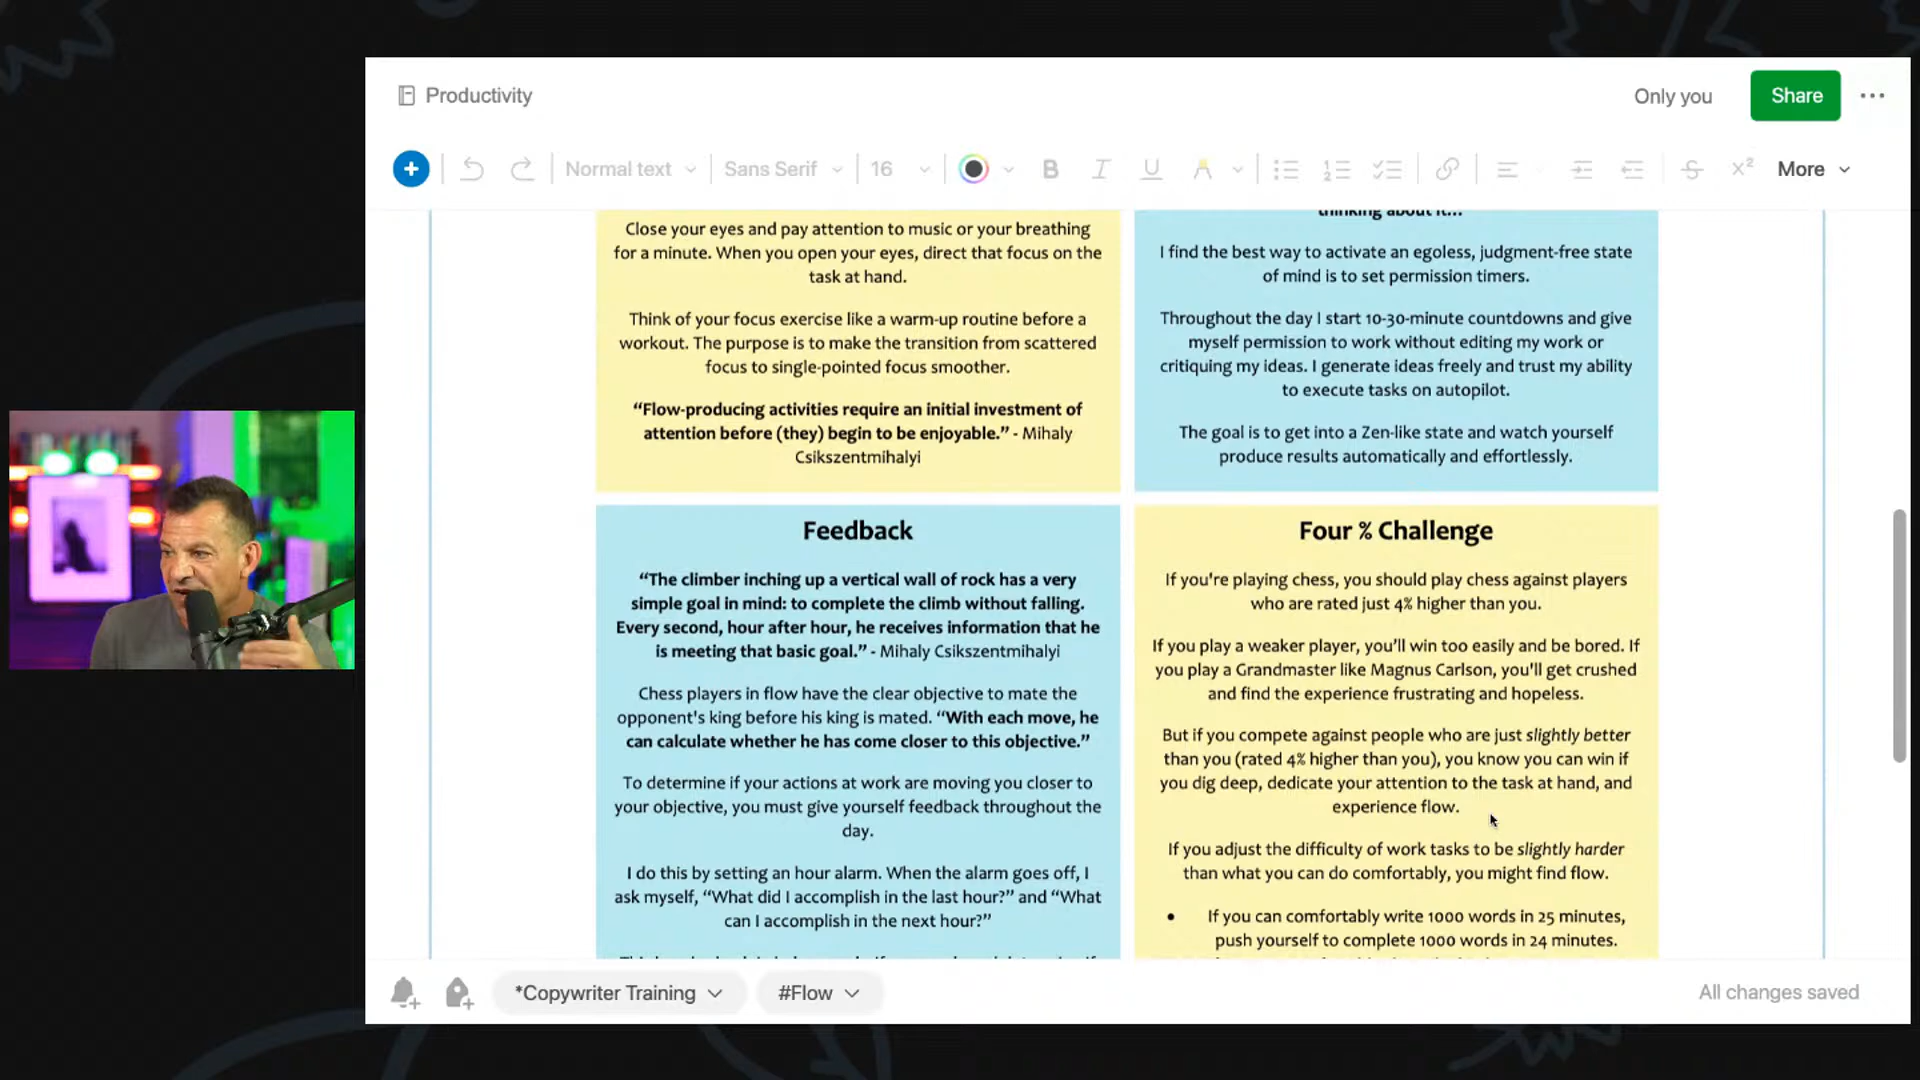 Productivity
Only you
Share
Normal text
Sans Serif
16
B
I
U
A
S
X²
More
Close your eyes and pay attention to music or your breathing
for a minute. When you open your eyes, direct that focus on the
task at hand.
Think of your focus exercise like a warm-up routine before a
workout. The purpose is to make the transition from scattered
focus to single-pointed focus smoother.
“Flow-producing activities require an initial investment of
attention before (they) begin to be enjoyable.” - Mihaly
Csikszentmihalyi
thinking about it...
I find the best way to activate an egoless, judgment-free state
of mind is to set permission timers.
Throughout the day I start 10-30-minute countdowns and give
myself permission to work without editing my work or
critiquing my ideas. I generate ideas freely and trust my ability
to execute tasks on autopilot.
The goal is to get into a Zen-like state and watch yourself
produce results automatically and effortlessly.
Feedback
“The climber inching up a vertical wall of rock has a very
simple goal in mind: to complete the climb without falling.
Every second, hour after hour, he receives information that he
is meeting that basic goal.” - Mihaly Csikszentmihalyi
Chess players in flow have the clear objective to mate the
opponent's king before his king is mated. “With each move, he
can calculate whether he has come closer to this objective.”
To determine if your actions at work are moving you closer to
your objective, you must give yourself feedback throughout the
day.
I do this by setting an hour alarm. When the alarm goes off, I
ask myself, “What did I accomplish in the last hour?” and “What
can I accomplish in the next hour?”
Four % Challenge
If you're playing chess, you should play chess against players
who are rated just 4% higher than you.
If you play a weaker player, you’ll win too easily and be bored. If
you play a Grandmaster like Magnus Carlson, you'll get crushed
and find the experience frustrating and hopeless.
But if you compete against people who are just slightly better
than you (rated 4% higher than you), you know you can win if
you dig deep, dedicate your attention to the task at hand, and
experience flow.
If you adjust the difficulty of work tasks to be slightly harder
than what you can do comfortably, you might find flow.
• If you can comfortably write 1000 words in 25 minutes,
push yourself to complete 1000 words in 24 minutes.
*Copywriter Training
#Flow
All changes saved